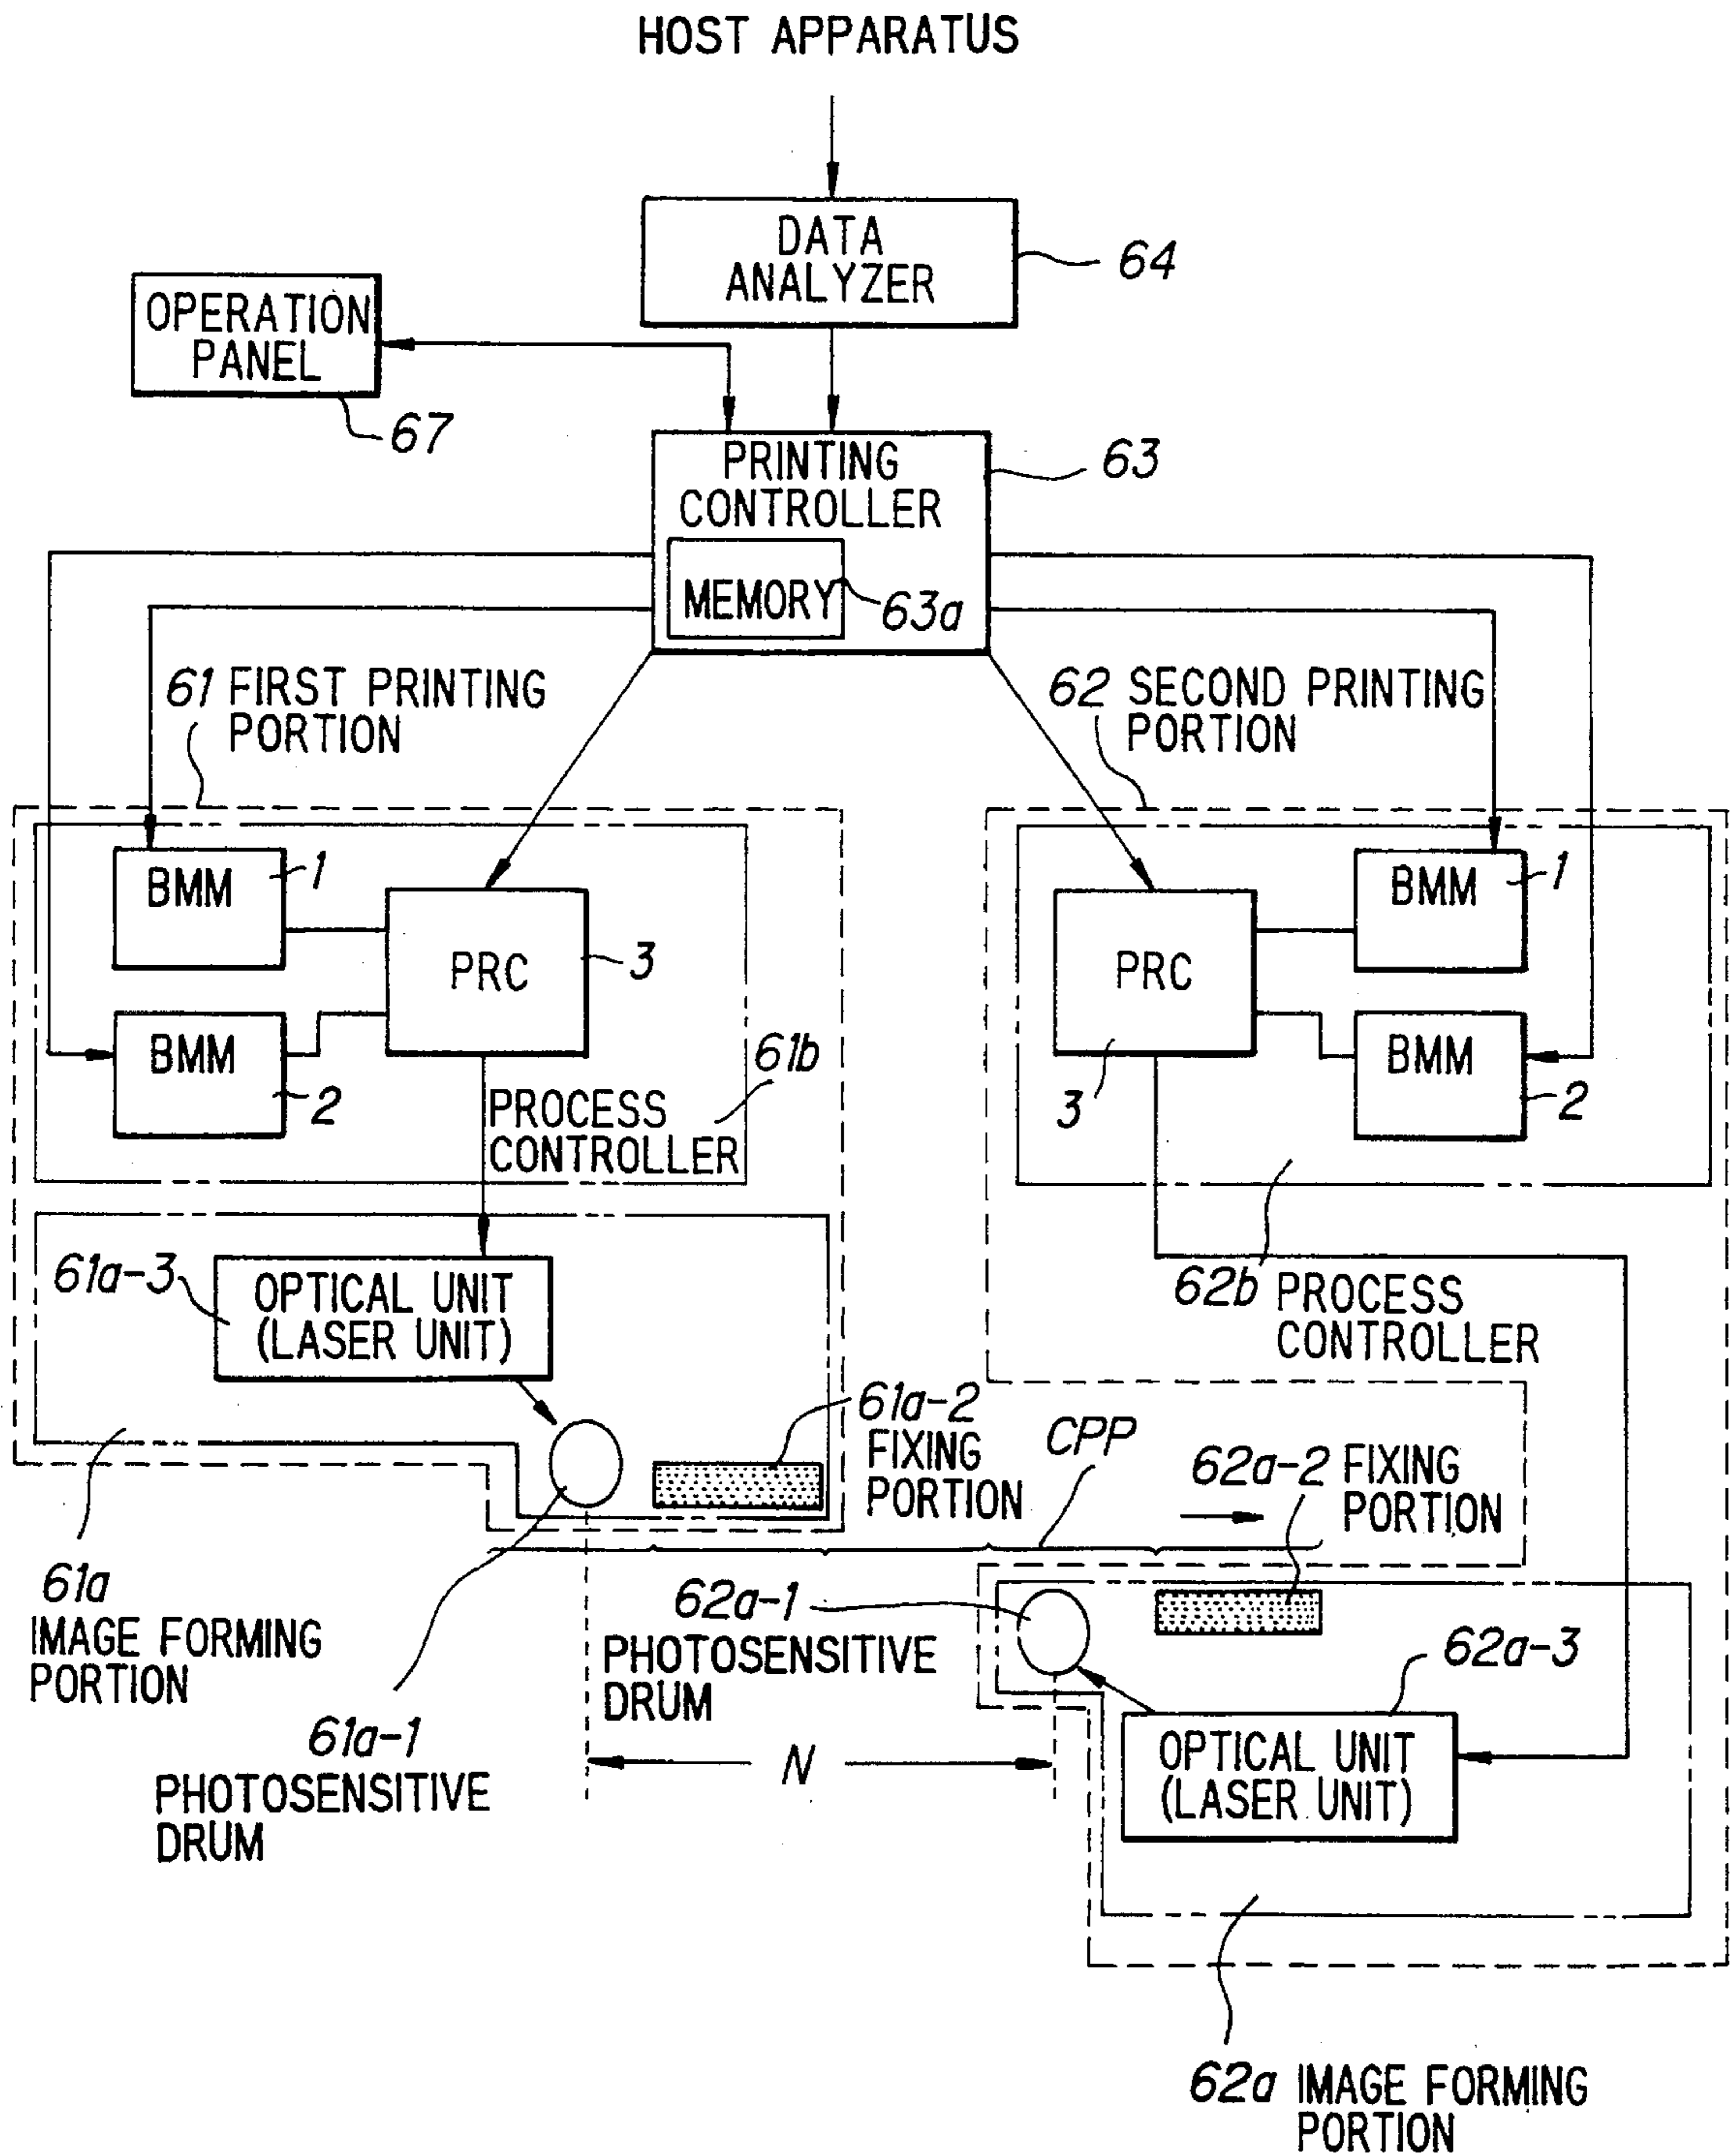 HOST APPARATUS
DATA
ANALYZER
64
OPERATION
PANEL
67
PRINTING
CONTROLLER
63
MEMORY
63a
61 FIRST PRINTING
PORTION
62 SECOND PRINTING
PORTION
BMM
1
PRC
3
BMM
2
61b
PROCESS
CONTROLLER
PRC
3
BMM
1
BMM
2
62b PROCESS
CONTROLLER
61a-3
OPTICAL UNIT
(LASER UNIT)
61a-2
FIXING
PORTION
CPP
62a-2 FIXING
PORTION
61a
IMAGE FORMING
PORTION
61a-1
PHOTOSENSITIVE
DRUM
62a-1
PHOTOSENSITIVE
DRUM
N
62a-3
OPTICAL UNIT
(LASER UNIT)
62a IMAGE FORMING
PORTION